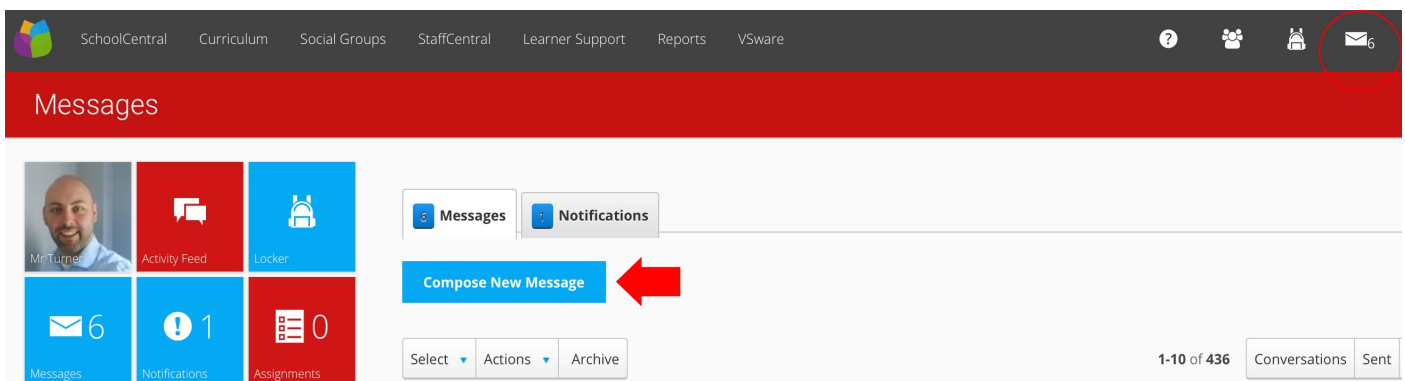 SchoolCentral Curriculum Social Groups StaffCentral Learner Support Reports VSware ? 6
Messages
Mr Turner
Activity Feed
Locker
5 Messages 1 Notifications
Compose New Message
6 Messages
1 Notifications
0 Assignments
Select Actions Archive 1-10 of 436 Conversations Sent